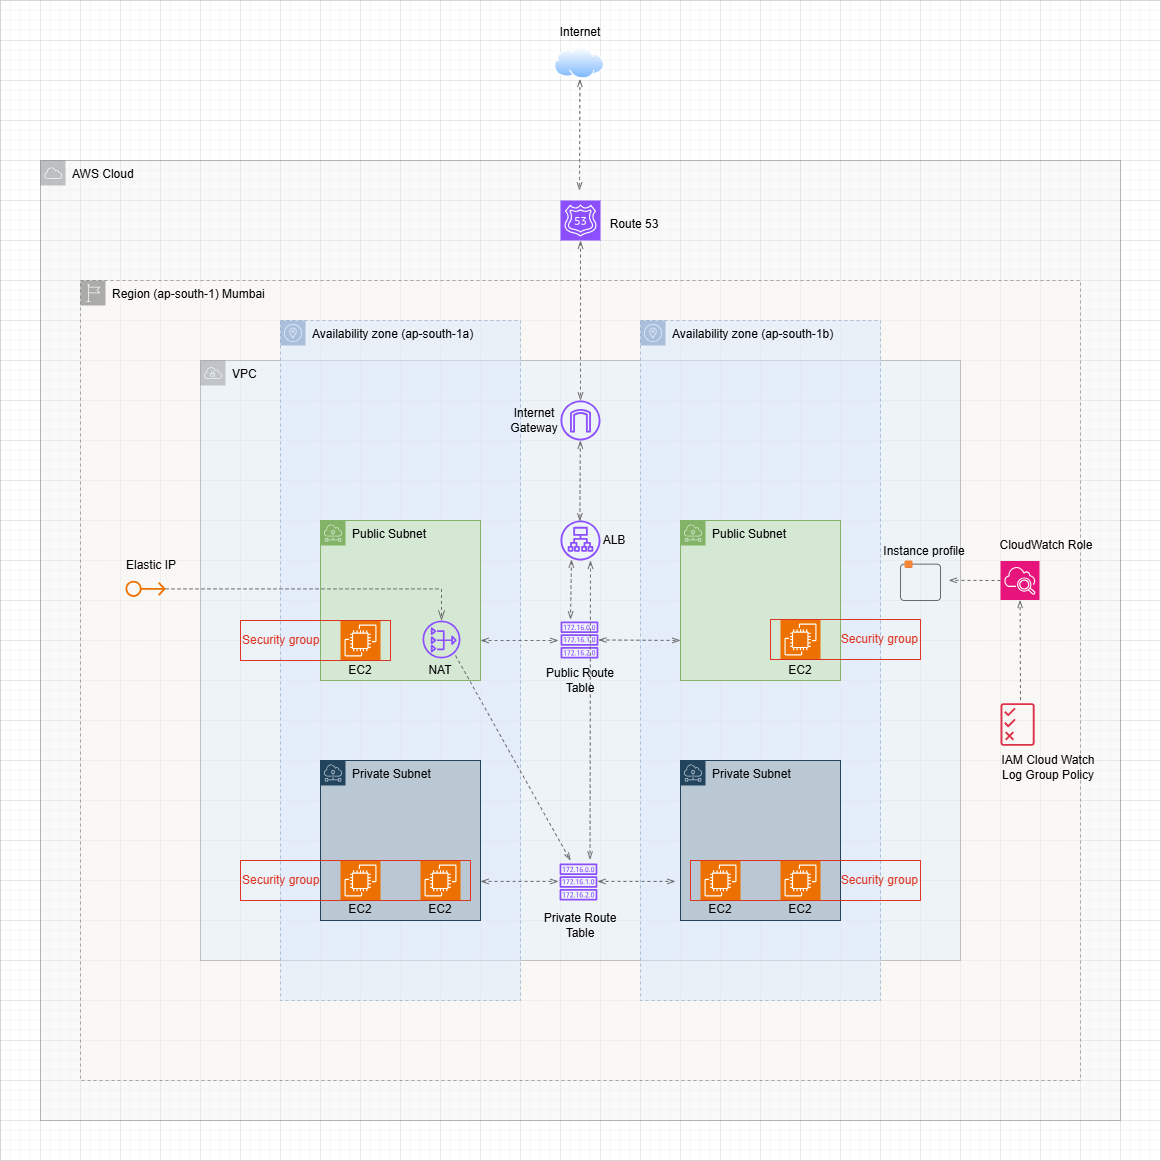 Internet
AWS Cloud
53
Route 53
Region (ap-south-1) Mumbai
Availability zone (ap-south-1a)
Availability zone (ap-south-1b)
VPC
Internet
Gateway
Public Subnet
ALB
Public Subnet
Instance profile
CloudWatch Role
Elastic IP
172.16.0.0
172.16.1.0
172.16.2.0
Security group
EC2
NAT
Public Route
Table
Security group
EC2
IAM Cloud Watch
Log Group Policy
Private Subnet
Private Subnet
Security group
EC2
EC2
172.16.0.0
172.16.1.0
172.16.2.0
Private Route
Table
Security group
EC2
EC2